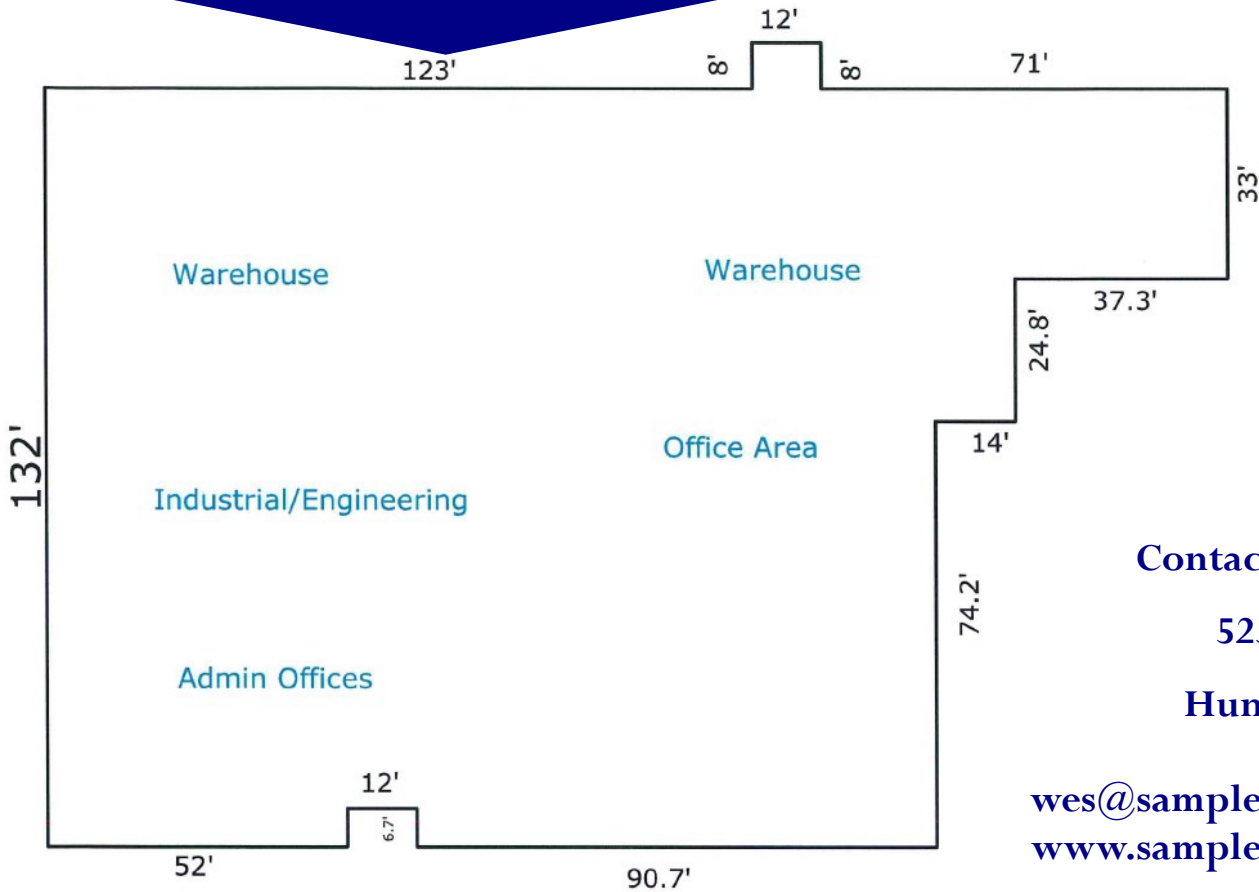 12'
123'
8'
8'
71'
33'
Warehouse
Warehouse
37.3'
24.8'
132'
Office Area
14'
Industrial/Engineering
74.2'
Admin Offices
12'
6.7'
52'
90.7'
Contac
52
Hun
wes@sample
www.sample